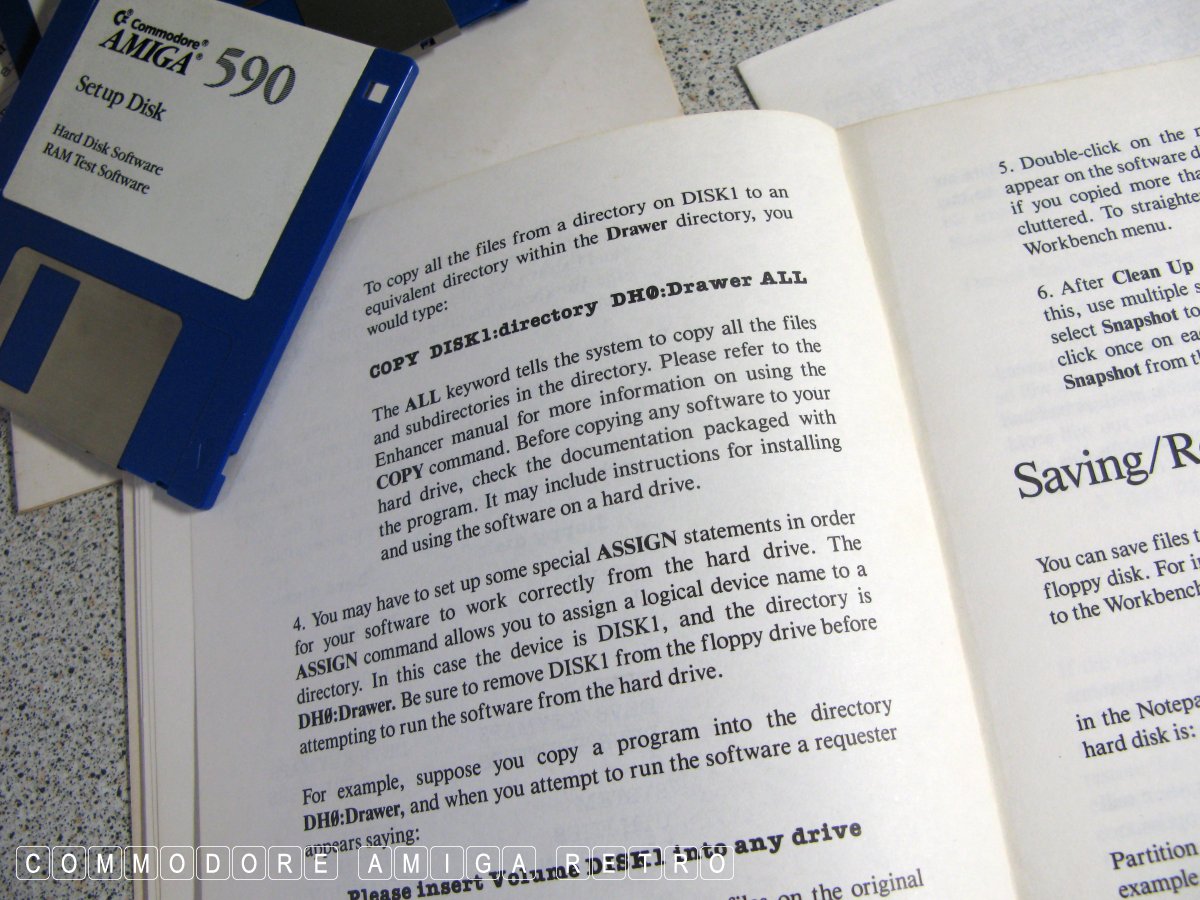 Commodore®
AMIGA® 590
Setup Disk
Hard Disk Software
RAM Test Software
To copy all the files from a directory on DISK1 to an
equivalent directory within the Drawer directory, you
would type:
COPY DISK1:directory DH0:Drawer ALL
The ALL keyword tells the system to copy all the files
and subdirectories in the directory. Please refer to the
Enhancer manual for more information on using the
COPY command. Before copying any software to your
hard drive, check the documentation packaged with
the program. It may include instructions for installing
and using the software on a hard drive.
4. You may have to set up some special ASSIGN statements in order
for your software to work correctly from the hard drive. The
ASSIGN command allows you to assign a logical device name to a
directory. In this case the device is DISK1, and the directory is
DH0:Drawer. Be sure to remove DISK1 from the floppy drive before
attempting to run the software from the hard drive.
For example, suppose you copy a program into the directory
DH0:Drawer, and when you attempt to run the software a requester
appears saying:
Please insert Volume DISK1 into any drive
files on the original
5. Double-click on the
appear on the software
if you copied more
cluttered. To
Workbench menu.
6. After Clean Up
this, use multiple
select Snapshot to
click once on
Snapshot from
Saving/R
You can save files
floppy disk. For
to the Workbench
in the
hard disk is:
Partition
example
COMMODORE AMIGA RETRO